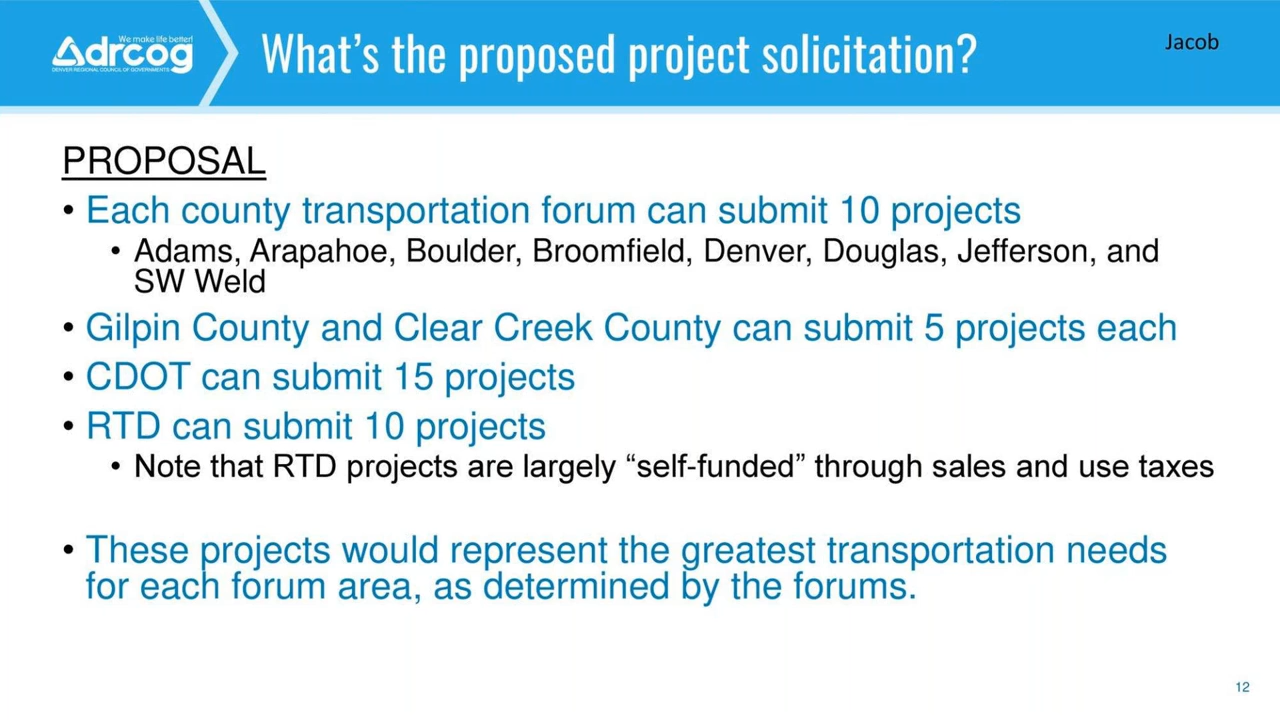 We make life better!
drcog
DENVER REGIONAL COUNCIL OF GOVERNMENTS
What's the proposed project solicitation?
Jacob
PROPOSAL
• Each county transportation forum can submit 10 projects
• Adams, Arapahoe, Boulder, Broomfield, Denver, Douglas, Jefferson, and
SW Weld
• Gilpin County and Clear Creek County can submit 5 projects each
• CDOT can submit 15 projects
• RTD can submit 10 projects
• Note that RTD projects are largely “self-funded” through sales and use taxes
• These projects would represent the greatest transportation needs
for each forum area, as determined by the forums.
12